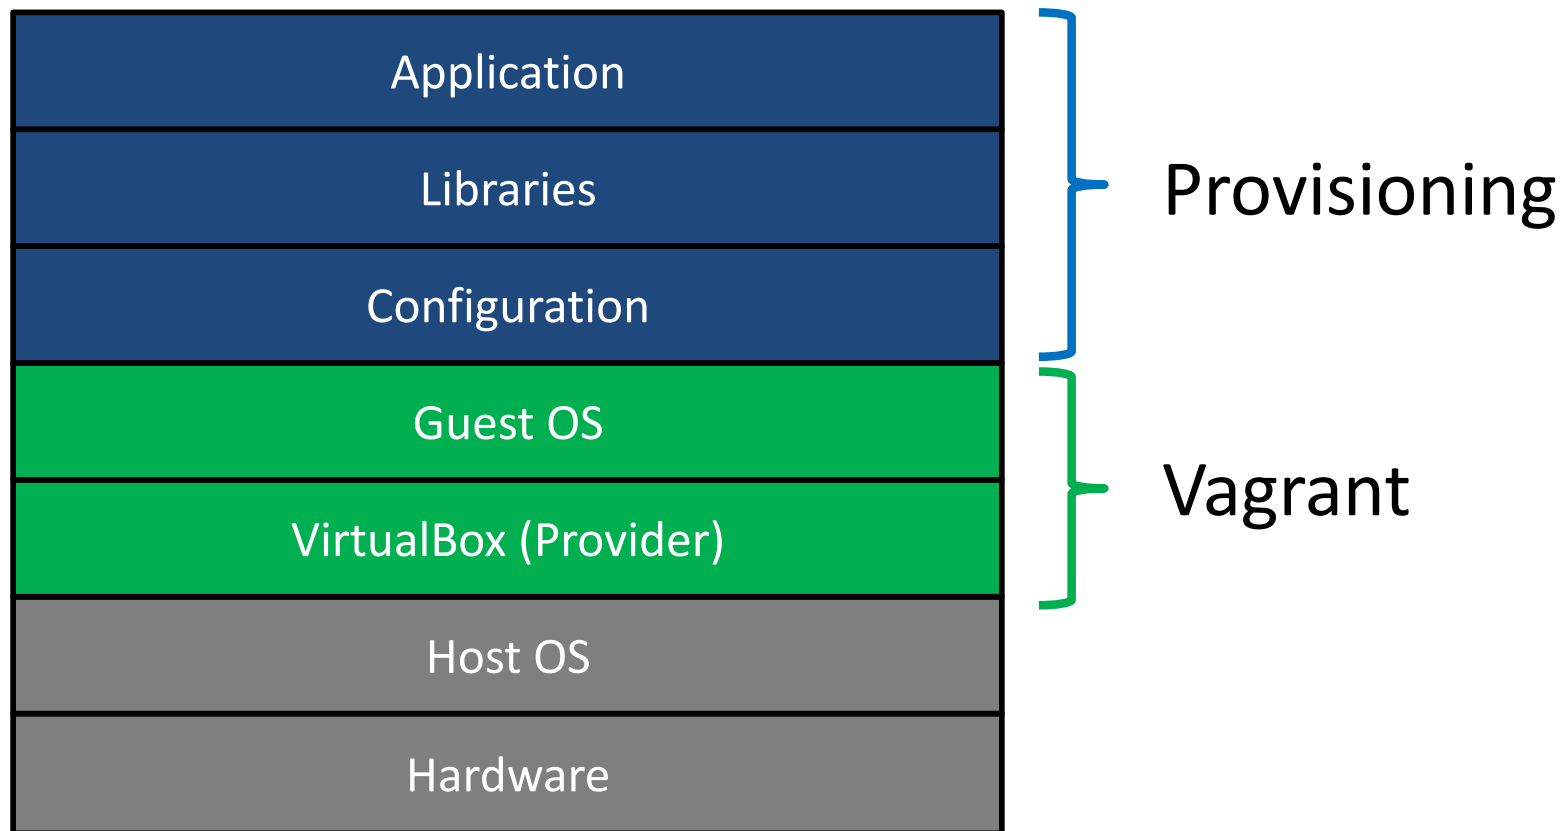 Application
Libraries
Configuration
Guest OS
VirtualBox (Provider)
Host OS
Hardware
Provisioning
Vagrant